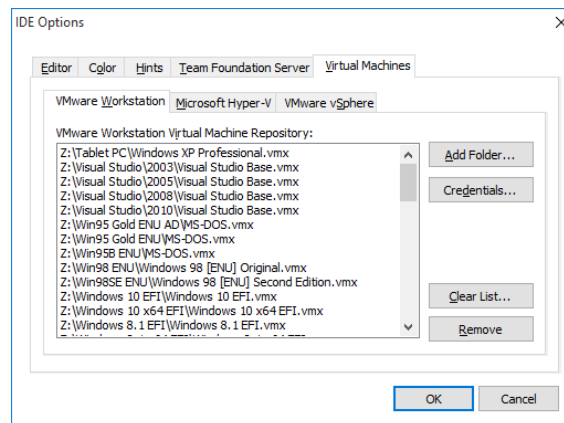 IDE Options
Editor Color Hints Team Foundation Server Virtual Machines
VMware Workstation Microsoft Hyper-V VMware vSphere
VMware Workstation Virtual Machine Repository:
Z:\Tablet PC\Windows XP Professional.vmx
Z:\Visual Studio\2003\Visual Studio Base.vmx
Z:\Visual Studio\2005\Visual Studio Base.vmx
Z:\Visual Studio\2008\Visual Studio Base.vmx
Z:\Visual Studio\2010\Visual Studio Base.vmx
Z:\Win95 Gold ENU AD\MS-DOS.vmx
Z:\Win95 Gold ENU\MS-DOS.vmx
Z:\Win95B ENU\MS-DOS.vmx
Z:\Win98 ENU\Windows 98 [ENU] Original.vmx
Z:\Win98SE ENU\Windows 98 [ENU] Second Edition.vmx
Z:\Windows 10 EFI\Windows 10 EFI.vmx
Z:\Windows 10 x64 EFI\Windows 10 x64 EFI.vmx
Z:\Windows 8.1 EFI\Windows 8.1 EFI.vmx
Add Folder...
Credentials...
Clear List...
Remove
OK Cancel